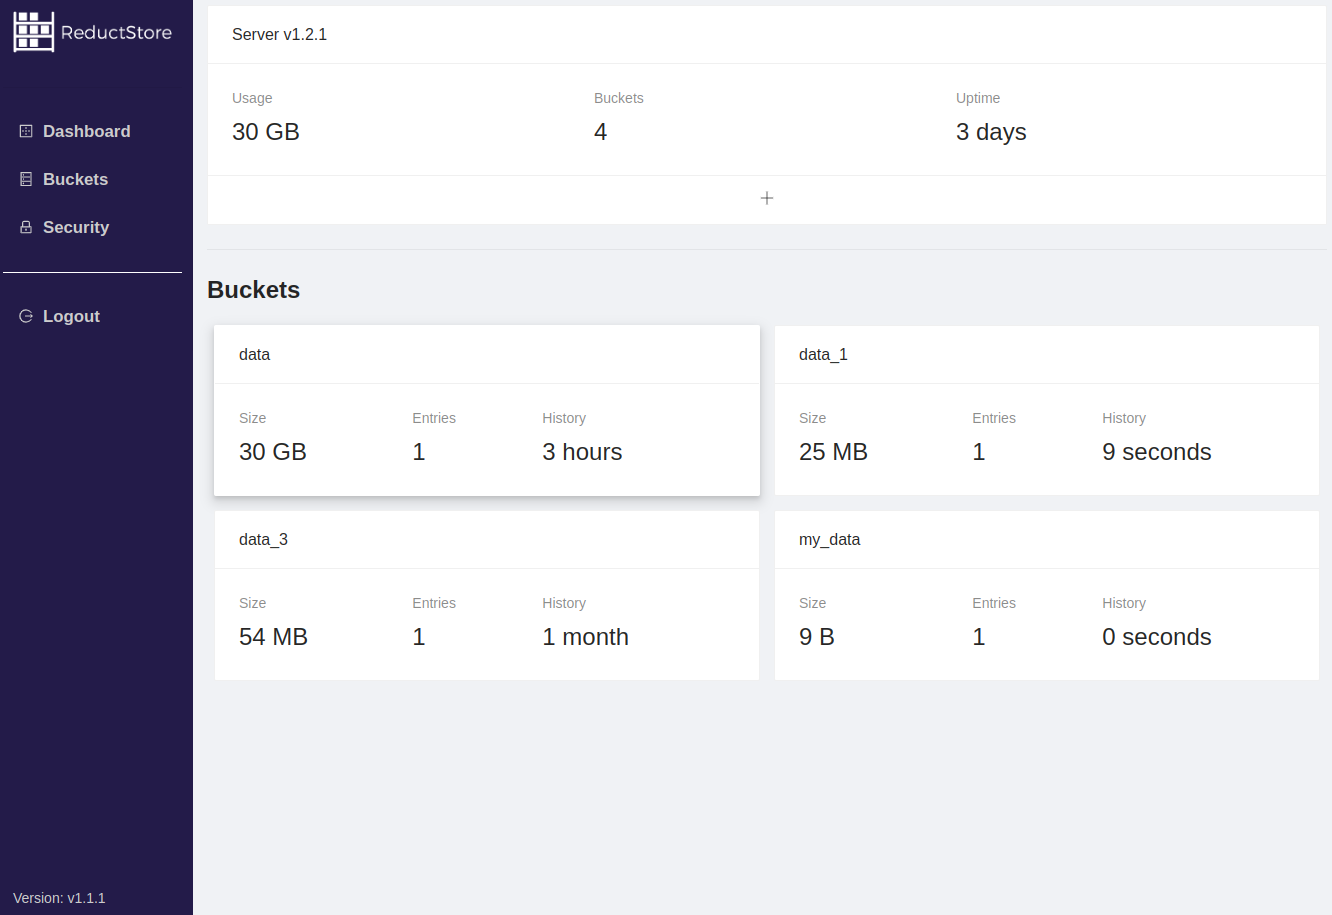 ReductStore
Dashboard
Buckets
Security
Logout
Version: v1.1.1
Server v1.2.1
Usage Buckets Uptime
30 GB 4 3 days
Buckets
data
Size Entries History
30 GB 1 3 hours
data_1
Size Entries History
25 MB 1 9 seconds
data_3
Size Entries History
54 MB 1 1 month
my_data
Size Entries History
9 B 1 0 seconds